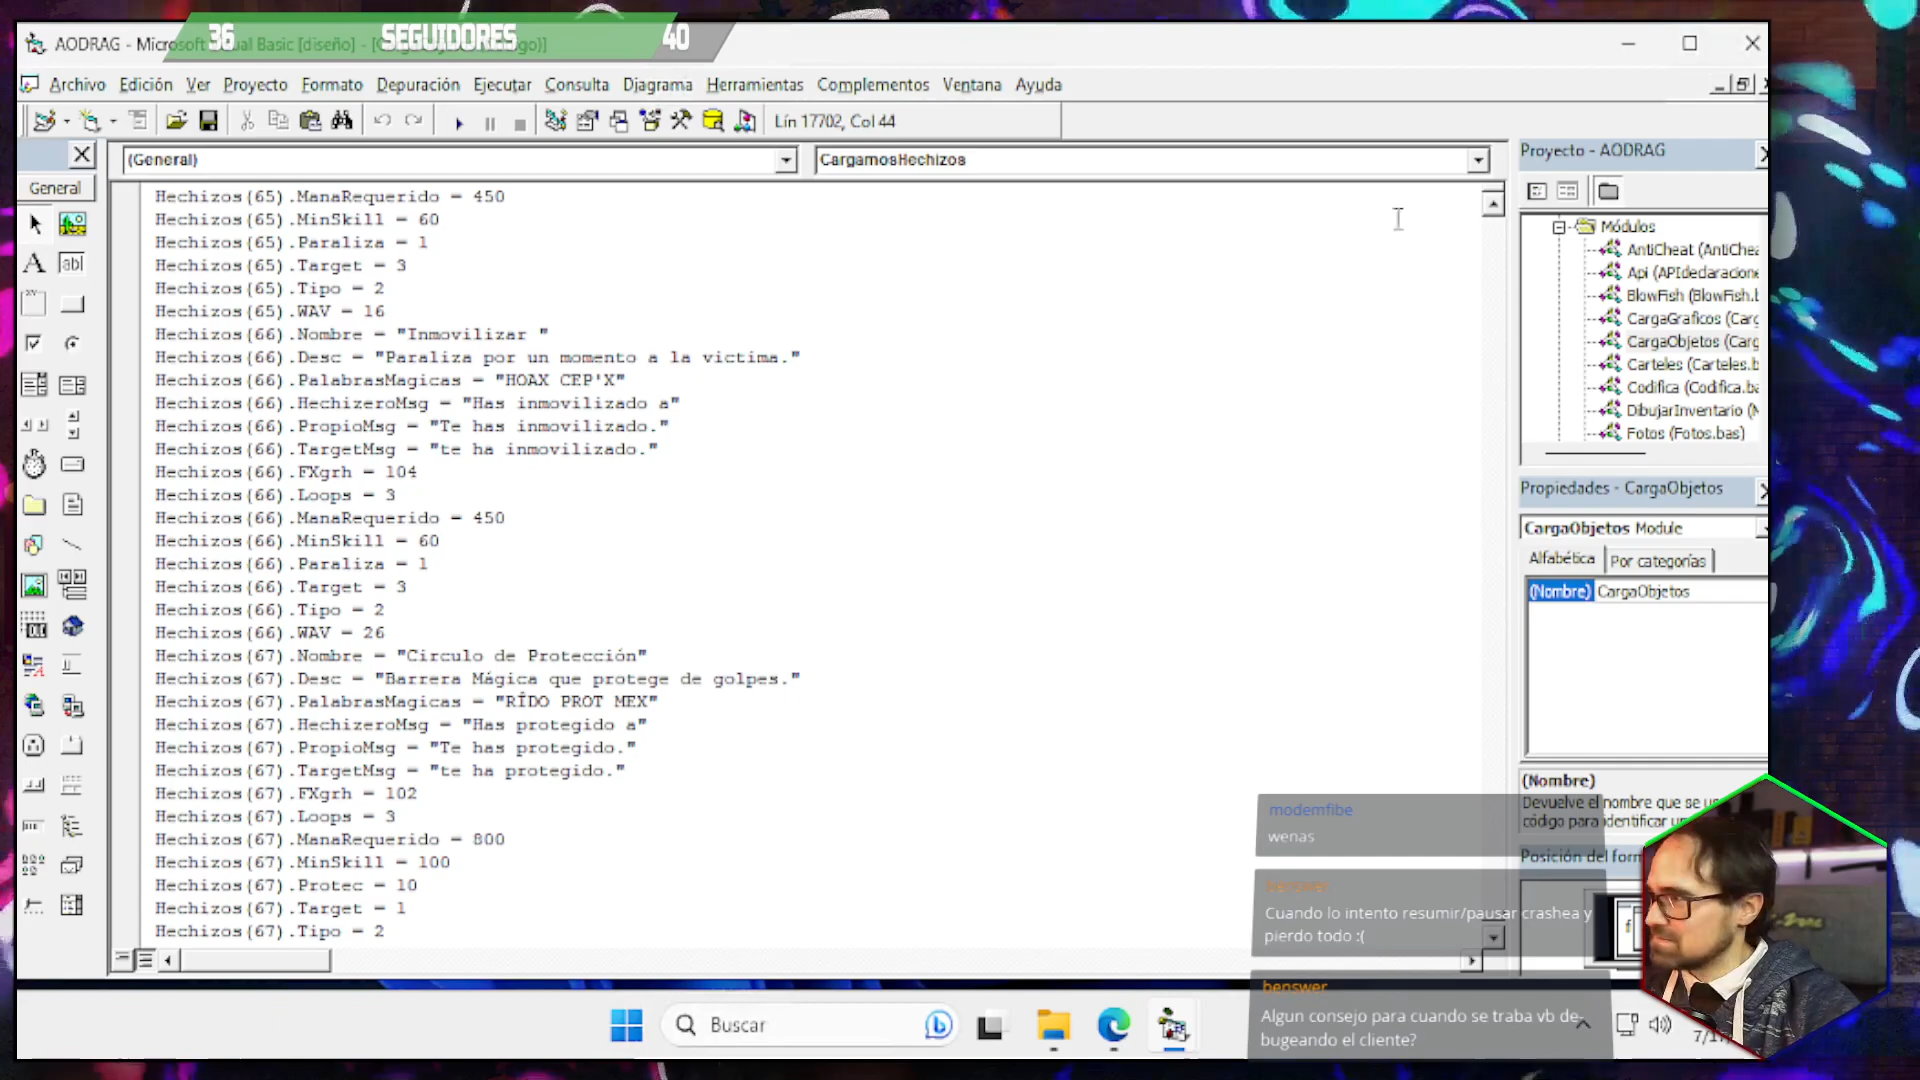 36 SEGUIDORES 40
AODRAG - Micros
ual Basic [diseño] - [
Archivo Edición Ver Proyecto Formato Depuración Ejecutar Consulta Diagrama Herramientas Complementos Ventana Ayuda
Lín 17702, Col 44
(General)
CargamosHechizos
General
Hechizos(65).ManaRequerido = 450
Hechizos(65).MinSkill = 60
Hechizos(65).Paraliza = 1
Hechizos(65).Target = 3
Hechizos(65).Tipo = 2
Hechizos(65).WAV = 16
Hechizos(66).Nombre = "Inmovilizar "
Hechizos(66).Desc = "Paraliza por un momento a la victima."
Hechizos(66).PalabrasMagicas = "HOAX CEP'X"
Hechizos(66).HechizeroMsg = "Has inmovilizado a"
Hechizos(66).PropioMsg = "Te has inmovilizado."
Hechizos(66).TargetMsg = "te ha inmovilizado."
Hechizos(66).FXgrh = 104
Hechizos(66).Loops = 3
Hechizos(66).ManaRequerido = 450
Hechizos(66).MinSkill = 60
Hechizos(66).Paraliza = 1
Hechizos(66).Target = 3
Hechizos(66).Tipo = 2
Hechizos(66).WAV = 26
Hechizos(67).Nombre = "Circulo de Protección"
Hechizos(67).Desc = "Barrera Mágica que protege de golpes."
Hechizos(67).PalabrasMagicas = "RÍDO PROT MEX"
Hechizos(67).HechizeroMsg = "Has protegido a"
Hechizos(67).PropioMsg = "Te has protegido."
Hechizos(67).TargetMsg = "te ha protegido."
Hechizos(67).FXgrh = 102
Hechizos(67).Loops = 3
Hechizos(67).ManaRequerido = 800
Hechizos(67).MinSkill = 100
Hechizos(67).Protec = 10
Hechizos(67).Target = 1
Hechizos(67).Tipo = 2
Proyecto - AODRAG
Módulos
AntiCheat (AntiChea
Api (APIdeclaracione
BlowFish (BlowFish.b
CargaGraficos (Carg
CargaObjetos (Carg
Carteles (Carteles.b
Codifica (Codifica.ba
DibujarInventario (M
Fotos (Fotos.bas)
Propiedades - CargaObjetos
CargaObjetos Module
Alfabética Por categorías
(Nombre) CargaObjetos
(Nombre)
Devuelve el nombre que se us
código para identificar u
Posición del form
modemfibe
wenas
benswer
Cuando lo intento resumir/pausar crashea y
pierdo todo :(
benswer
Algun consejo para cuando se traba vb de-
bugeando el cliente?
Buscar